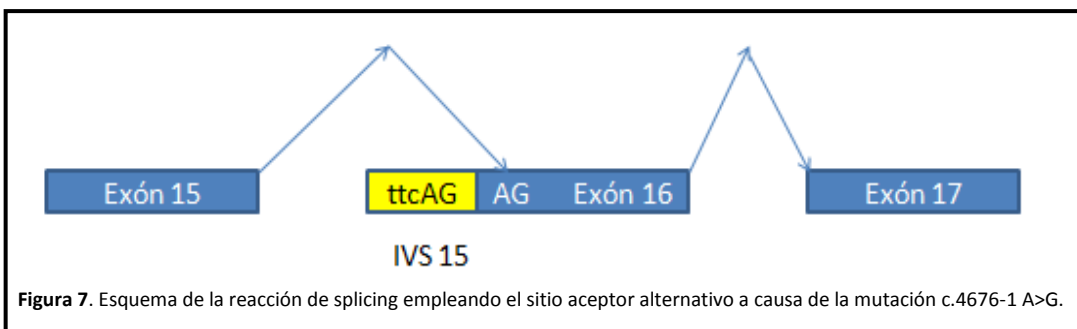 Exón 15 ttcAG AG Exón 16 Exón 17
IVS 15
Figura 7. Esquema de la reacción de splicing empleando el sitio aceptor alternativo a causa de la mutación c.4676-1 A>G.